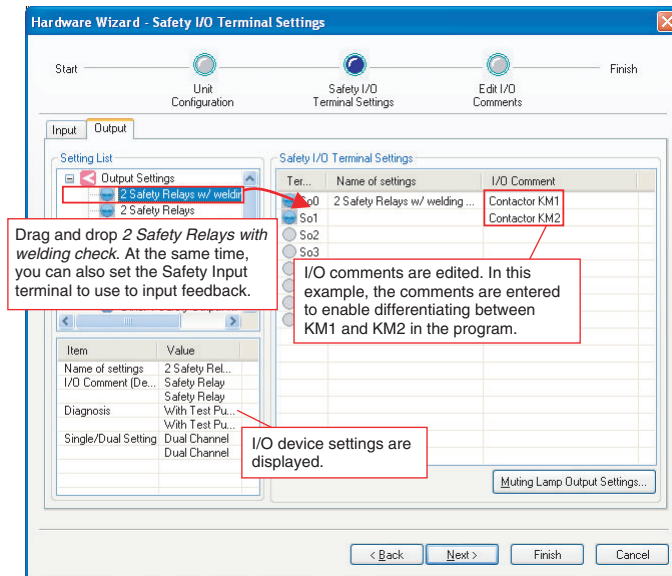 Hardware Wizard - Safety I/O Terminal Settings
Start
Unit
Configuration
Safety I/O
Terminal Settings
Edit I/O
Comments
Finish
Input
Output
Setting List
Output Settings
2 Safety Relays w/ weldin
2 Safety Relays
Drag and drop 2 Safety Relays with
welding check. At the same time,
you can also set the Safety Input
terminal to use to input feedback.
Item Value
Name of settings 2 Safety Rel...
I/O Comment (De... Safety Relay
Safety Relay
Diagnosis With Test Pu...
With Test Pu...
Single/Dual Setting Dual Channel
Dual Channel
Safety I/O Terminal Settings
Ter... Name of settings I/O Comment
So0 2 Safety Relays w/ welding ... Contactor KM1
So1 Contactor KM2
So2
So3
I/O comments are edited. In this
example, the comments are entered
to enable differentiating between
KM1 and KM2 in the program.
I/O device settings are
displayed.
Muting Lamp Output Settings...
< Back
Next >
Finish
Cancel